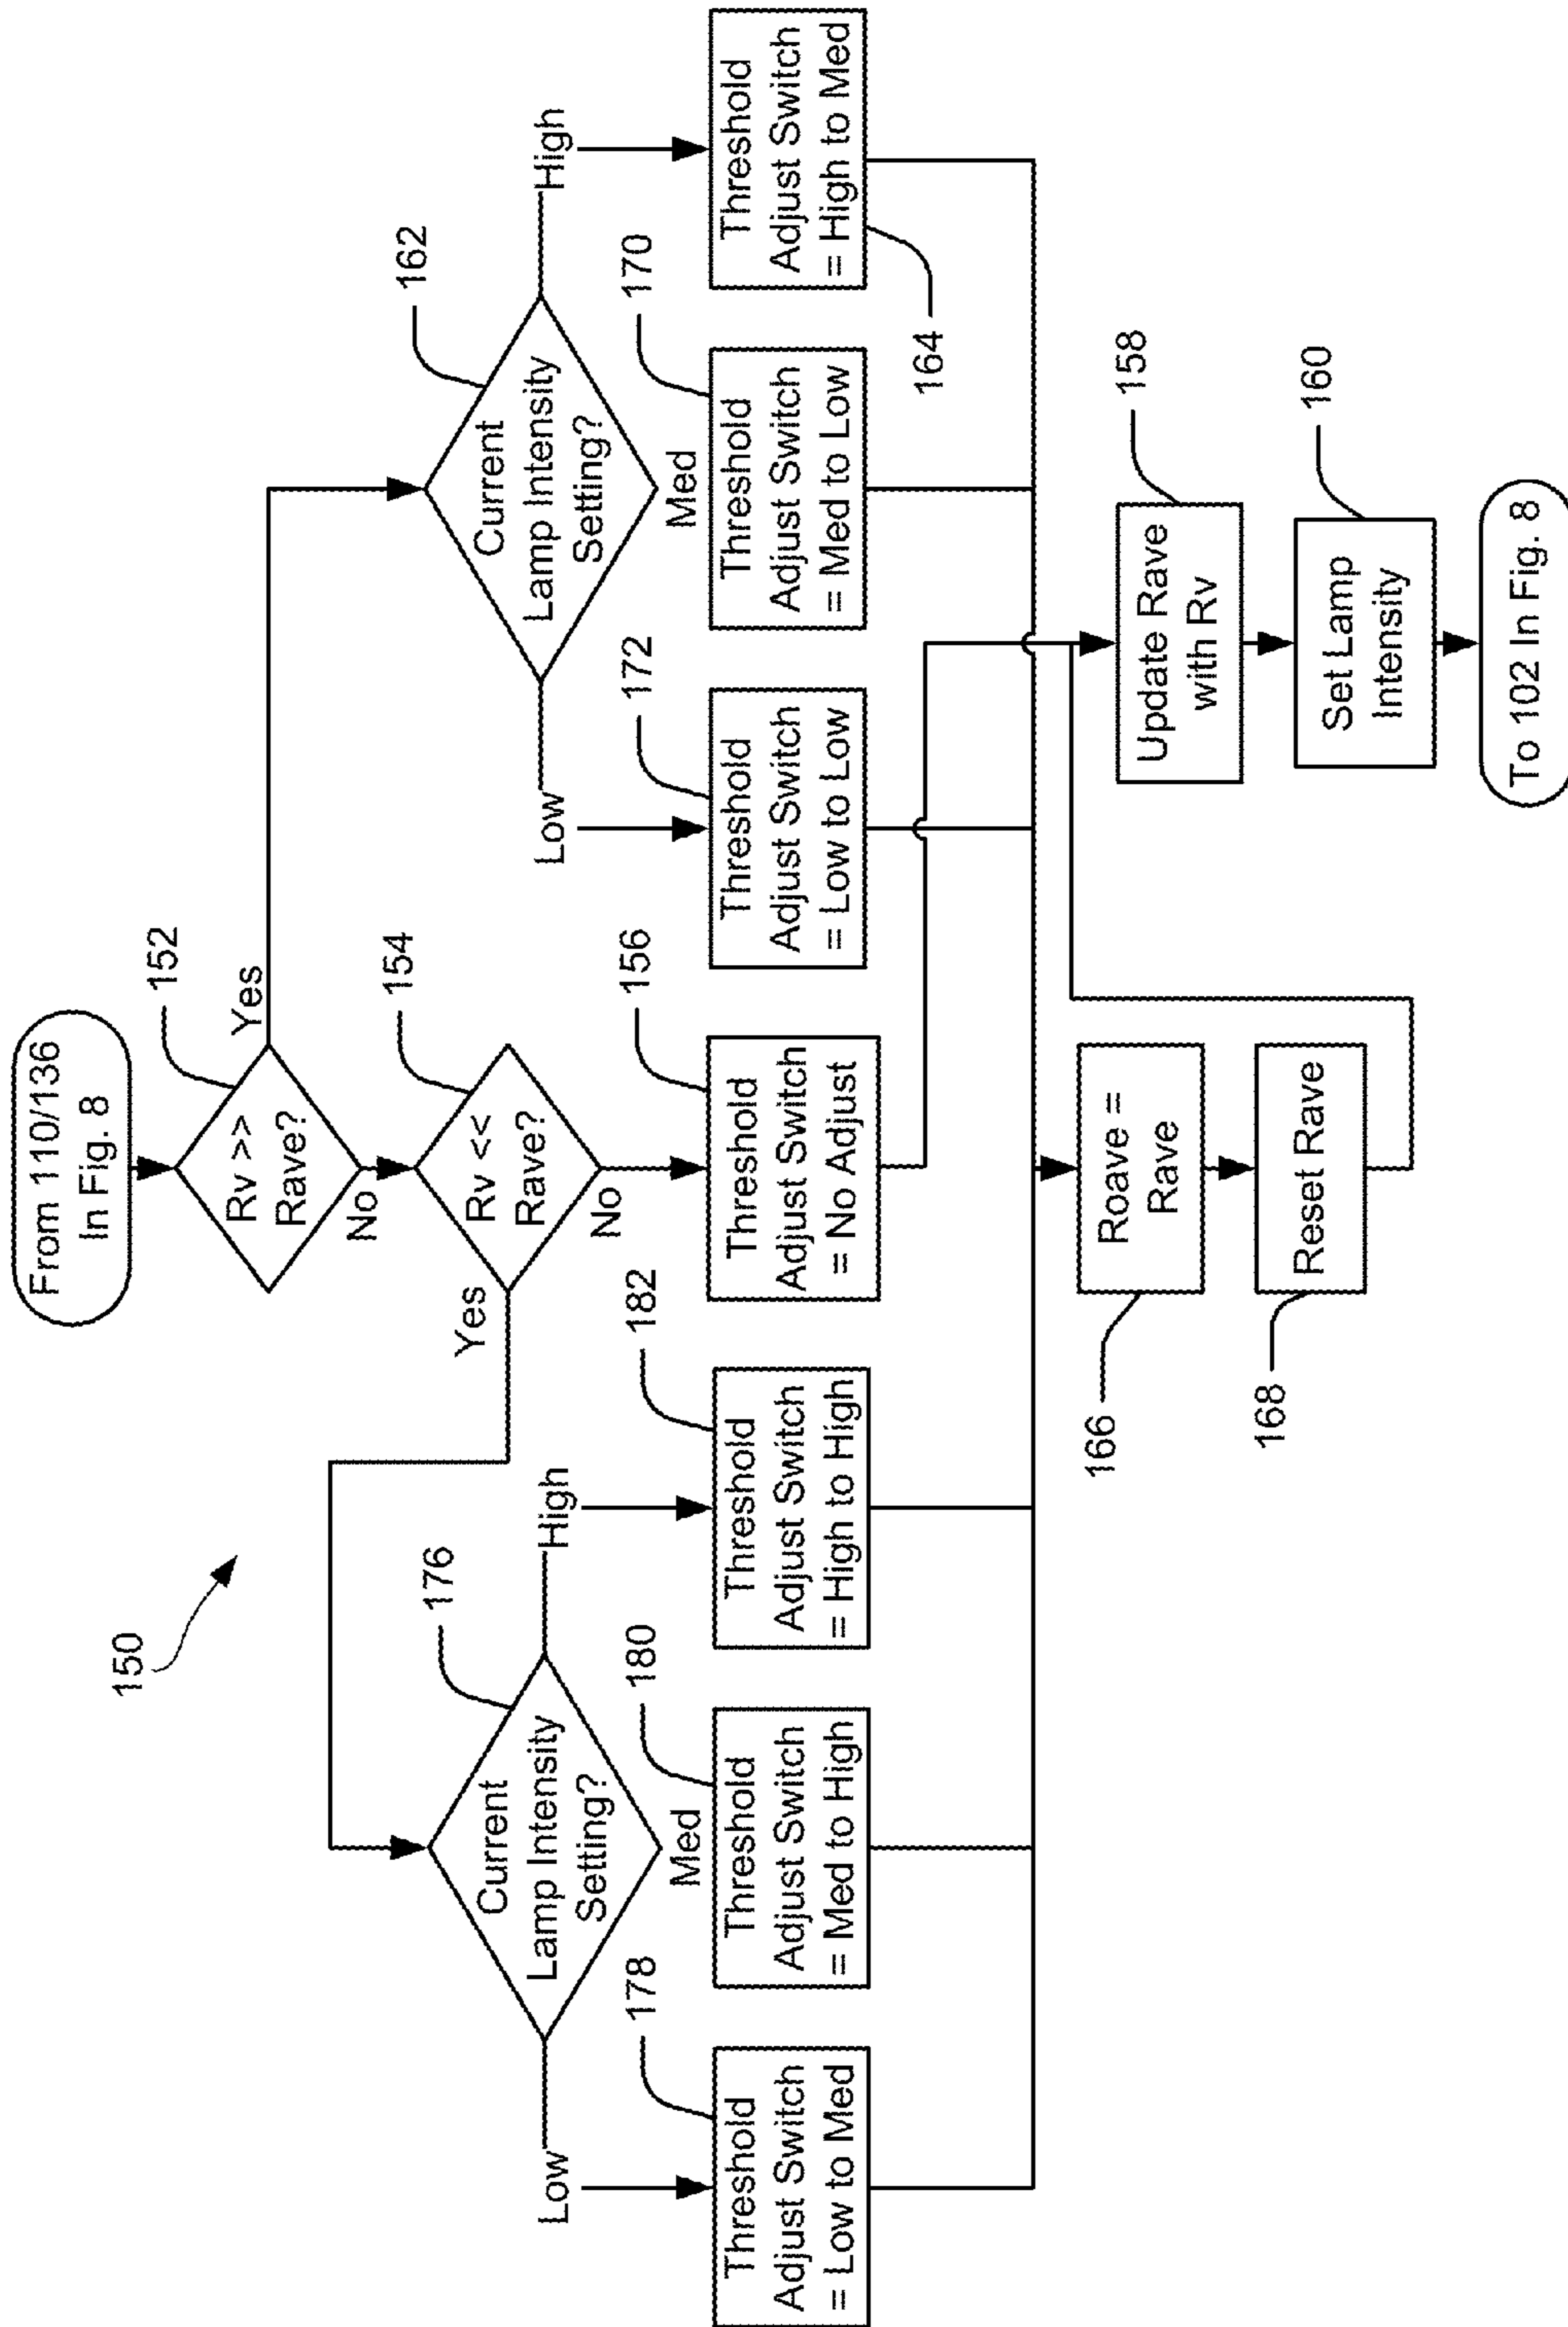 From 110/136
In Fig. 8
150
152
Rv >>
Rave?
Yes
No
154
Rv <<
Rave?
Yes
No
176
Current
Lamp Intensity
Setting?
Low
Med
High
162
Current
Lamp Intensity
Setting?
Low
Med
High
178
Threshold
Adjust Switch
= Low to Med
180
Threshold
Adjust Switch
= Med to High
182
Threshold
Adjust Switch
= High to High
156
Threshold
Adjust Switch
= No Adjust
172
Threshold
Adjust Switch
= Low to Low
170
Threshold
Adjust Switch
= Med to Low
Threshold
Adjust Switch
= High to Med
164
166
Roave =
Rave
168
Reset Rave
158
Update Rave
with Rv
160
Set Lamp
Intensity
To 102 In Fig. 8